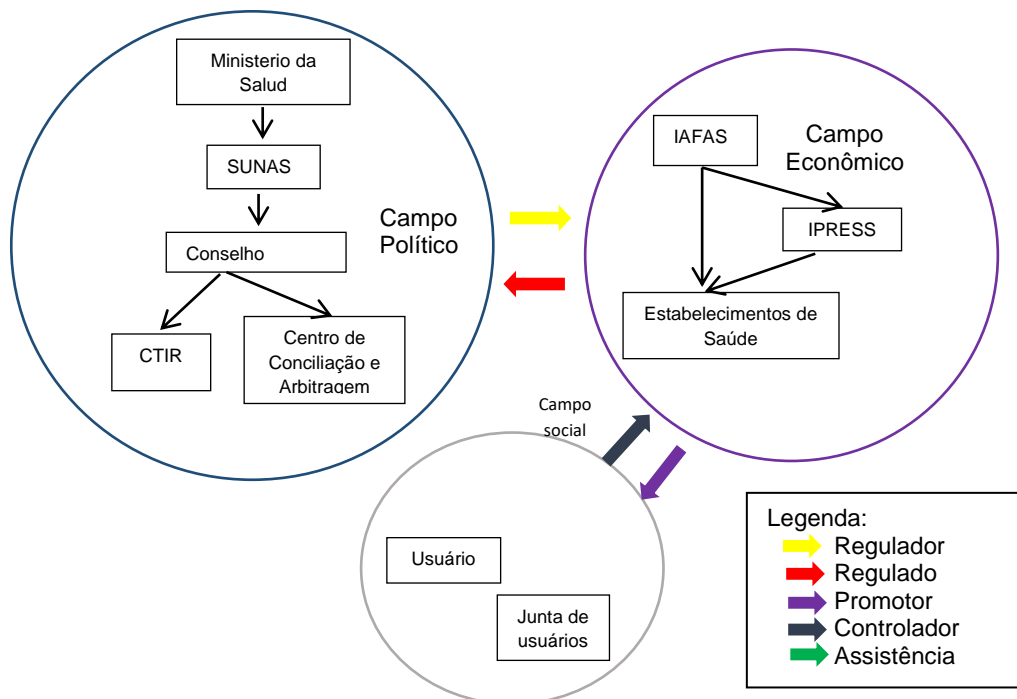 Ministerio da
Salud
SUNAS
Conselho
CTIR
Centro de
Conciliação e
Arbitragem
Campo
Político
IAFAS
Campo
Econômico
IPRESS
Estabelecimentos de
Saúde
Campo
social
Usuário
Junta de
usuários
Legenda:
Regulador
Regulado
Promotor
Controlador
Assistência